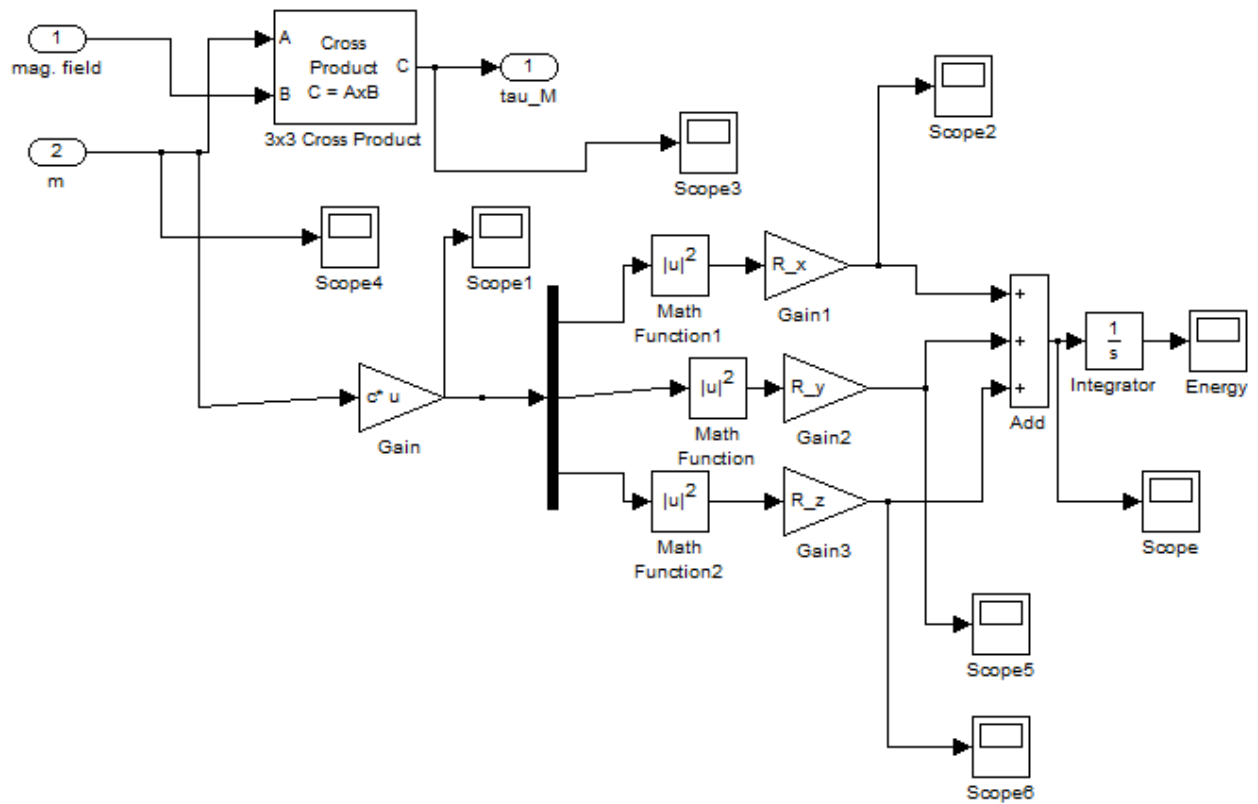 1
mag. field
2
m
A
B
Cross
Product
C = AxB
C
3x3 Cross Product
1
tau_M
Scope2
Scope3
Scope4
Scope1
|u|²
Math
Function1
R_x
Gain1
c* u
Gain
|u|²
Math
Function
R_y
Gain2
|u|²
Math
Function2
R_z
Gain3
+
+
+
Add
1
s
Integrator
Energy
Scope
Scope5
Scope6